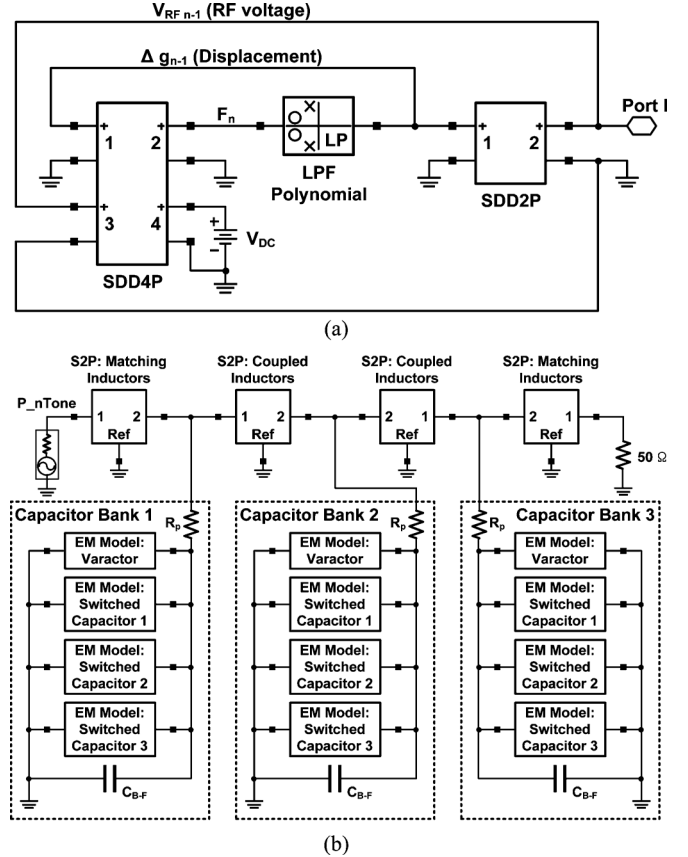 V_RF n-1 (RF voltage)
Δ g_n-1 (Displacement)
F_n
Port I
+ + + +
1 2 LP 1 2
LPF
Polynomial
SDD2P
+ + +
3 4 V_DC
−
SDD4P
(a)
S2P: Matching Inductors
S2P: Coupled Inductors
S2P: Coupled Inductors
S2P: Matching Inductors
P_nTone
1 2 1 2 2 1 2 1
Ref Ref Ref Ref
50 Ω
Capacitor Bank 1 R_p
EM Model:
Varactor
EM Model:
Switched
Capacitor 1
EM Model:
Switched
Capacitor 2
EM Model:
Switched
Capacitor 3
C_B-F
Capacitor Bank 2 R_p
EM Model:
Varactor
EM Model:
Switched
Capacitor 1
EM Model:
Switched
Capacitor 2
EM Model:
Switched
Capacitor 3
C_B-F
R_p Capacitor Bank 3
EM Model:
Varactor
EM Model:
Switched
Capacitor 1
EM Model:
Switched
Capacitor 2
EM Model:
Switched
Capacitor 3
C_B-F
(b)